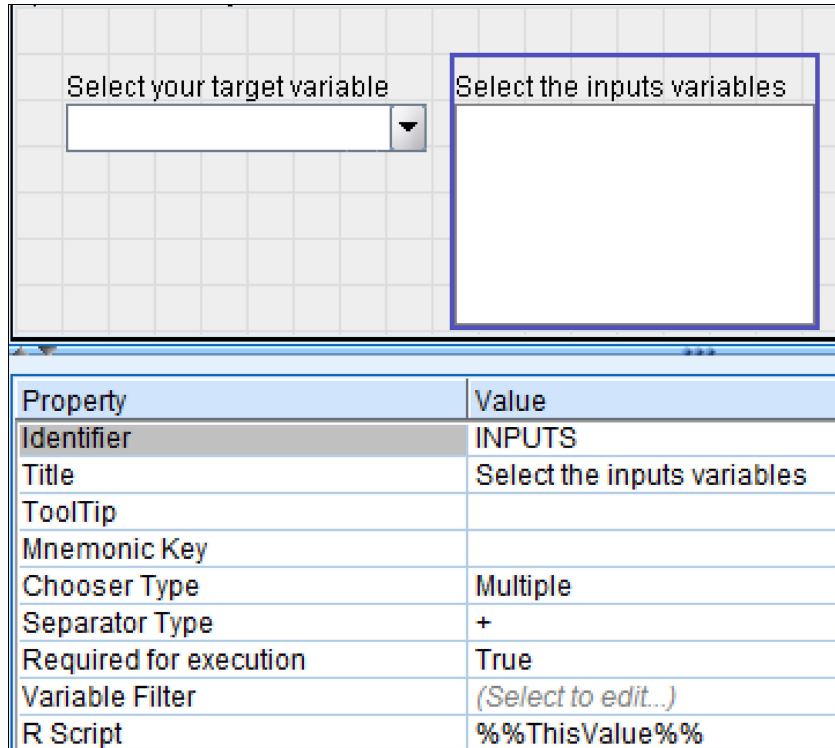 Select your target variable
Select the inputs variables
Property Value
Identifier INPUTS
Title Select the inputs variables
ToolTip
Mnemonic Key
Chooser Type Multiple
Separator Type +
Required for execution True
Variable Filter (Select to edit...)
R Script %%ThisValue%%